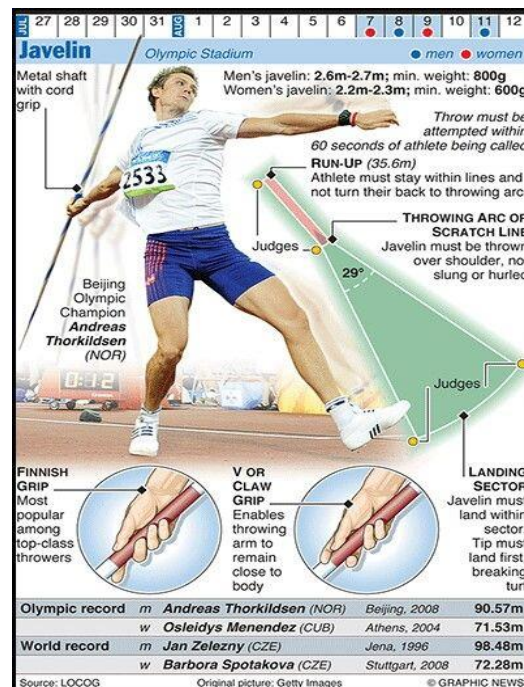 JUL 27 28 29 30 31 AUG 1 2 3 4 5 6 7 8 9 10 11 12
Javelin Olympic Stadium men women
Metal shaft
with cord
grip
Men's javelin: 2.6m-2.7m; min. weight: 800g
Women's javelin: 2.2m-2.3m; min. weight: 600g
Throw must be
attempted within
60 seconds of athlete being called
RUN-UP (35.6m)
Athlete must stay within lines and
not turn their back to throwing arc
2533
THROWING ARC OR
SCRATCH LINE
Javelin must be thrown
over shoulder, not
slung or hurled
Judges
29°
Beijing
Olympic
Champion
Andreas
Thorkildsen
(NOR)
0:12
Judges
FINNISH
GRIP
Most
popular
among
top-class
throwers
V OR
CLAW
GRIP
Enables
throwing
arm to
remain
close to
body
LANDING
SECTOR
Javelin must
land within
sector.
Tip must
land first,
breaking
turf
Olympic record m Andreas Thorkildsen (NOR) Beijing, 2008 90.57m
w Osleidys Menendez (CUB) Athens, 2004 71.53m
World record m Jan Zelezny (CZE) Jena, 1996 98.48m
w Barbora Spotakova (CZE) Stuttgart, 2008 72.28m
Source: LOCOG Original picture: Getty Images © GRAPHIC NEWS